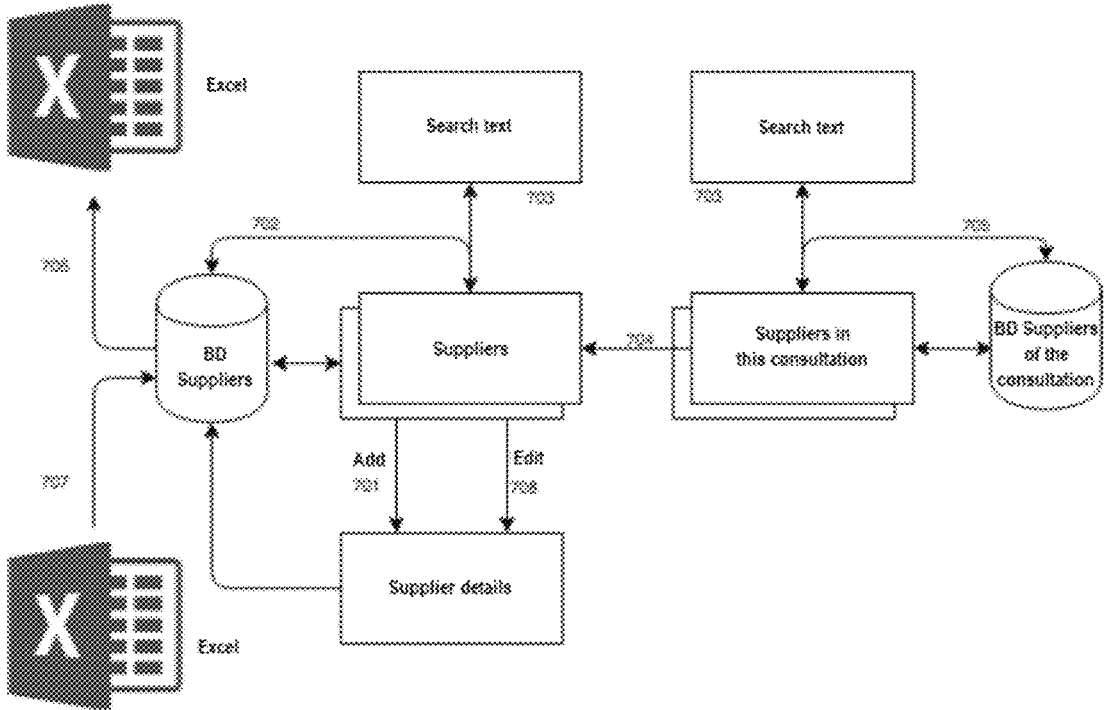 X
Excel
Search text
Search text
703
703
702
705
706
BD
Suppliers
Suppliers
704
Suppliers in
this consultation
BD Suppliers
of the
consultation
Add
701
Edit
708
707
Supplier details
X
Excel